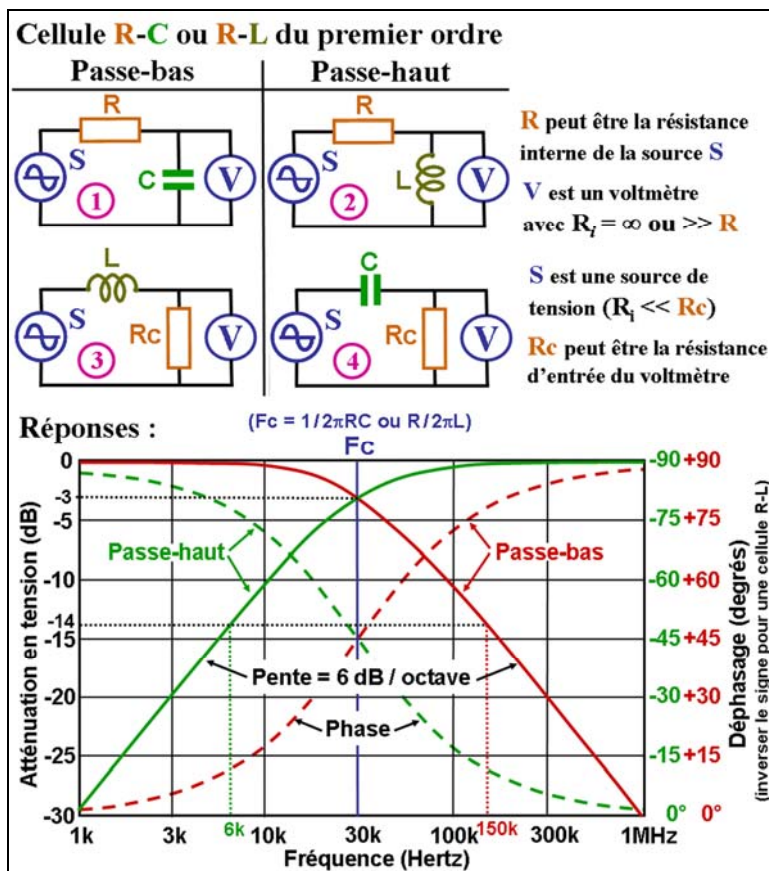 Cellule R-C ou R-L du premier ordre
Passe-bas
Passe-haut
R
S
C
V
1
R
S
L
V
2
L
S
Rc
V
3
C
S
Rc
V
4
R peut être la résistance
interne de la source S
V est un voltmètre
avec Ri = ∞ ou >> R
S est une source de
tension (Ri << Rc)
Rc peut être la résistance
d'entrée du voltmètre
Réponses :
(Fc = 1/2πRC ou R/2πL)
Fc
Atténuation en tension (dB)
0
-3
-5
-10
-14
-15
-20
-25
-30
Passe-haut
Passe-bas
Pente = 6 dB / octave
Phase
-90 +90
-75 +75
-60 +60
-45 +45
-30 +30
-15 +15
0° 0°
Déphasage (degrés)
(inverser le signe pour une cellule R-L)
1k 3k 6k 10k 30k 100k 150k 300k 1MHz
Fréquence (Hertz)